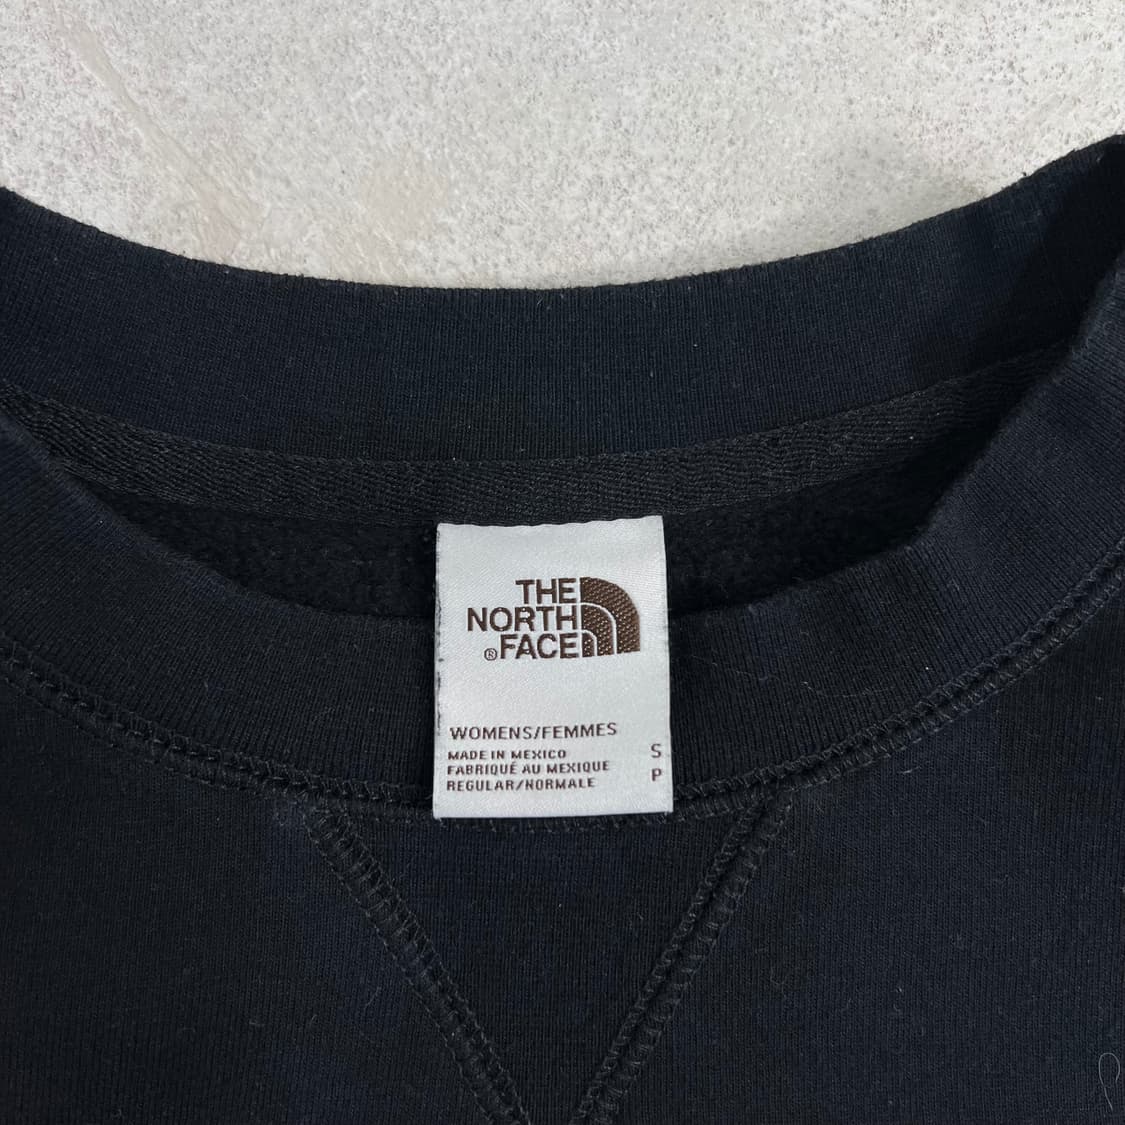 THE
NORTH
® FACE
WOMENS/FEMMES
MADE IN MEXICO S
FABRIQUÉ AU MEXIQUE P
REGULAR/NORMALE